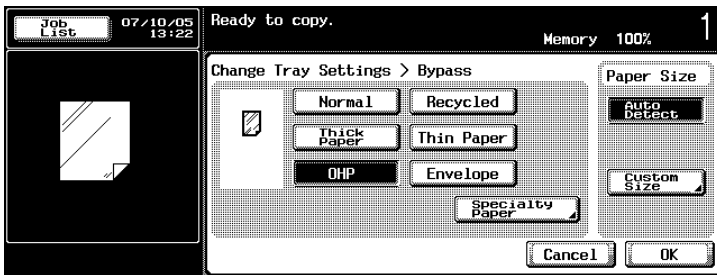 Job List
07/10/05
13:22
Ready to copy.
Memory 100%
1
Change Tray Settings > Bypass
Normal
Recycled
Thick Paper
Thin Paper
OHP
Envelope
Specialty Paper
Paper Size
Auto Detect
Custom Size
Cancel
OK